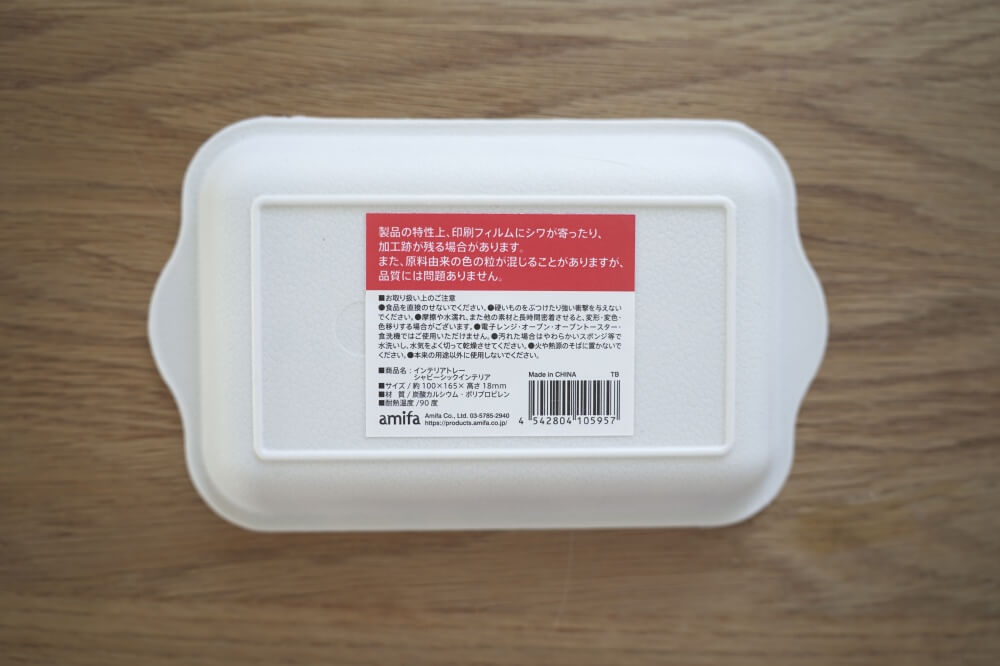 製品の特性上、印刷フィルムにシワが寄ったり、
加工跡が残る場合があります。
また、原料由来の色の粒が混じることがありますが、
品質には問題ありません。
■お取り扱い上のご注意
●食品を直接のせないでください。●硬いものをぶつけたり強い衝撃を与えない
でください。●摩擦や水濡れ、また他の素材と長時間密着させると、変形・変色・
色移りする場合がございます。●電子レンジ・オーブン・オーブントースター・
食洗機ではご使用いただけません。●汚れた場合はやわらかいスポンジ等で
水洗いし、水気をよく切って乾燥させてください。●火や熱源のそばに置かないで
ください。●本来の用途以外に使用しないでください。
■商品名：インテリアトレー
シャビーシックインテリア
■サイズ / 約100×165×高さ18mm
■材　質 / 炭酸カルシウム・ポリプロピレン
■耐熱温度 /90度
Made in CHINA TB
amifa
Amifa Co., Ltd. 03-5785-2940
https://products.amifa.co.jp/
4 542804 105957